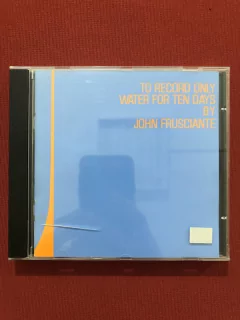 TO RECORD ONLY
WATER FOR TEN DAYS
BY
JOHN FRUSCIANTE